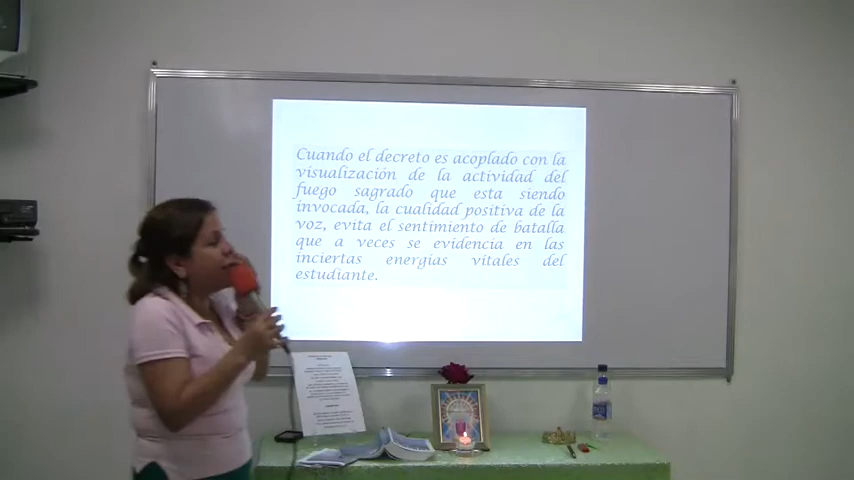 Cuando el decreto es acoplado con la
visualización de la actividad del
fuego sagrado que esta siendo
invocada, la cualidad positiva de la
voz, evita el sentimiento de batalla
que a veces se evidencia en las
inciertas energías vitales del
estudiante.